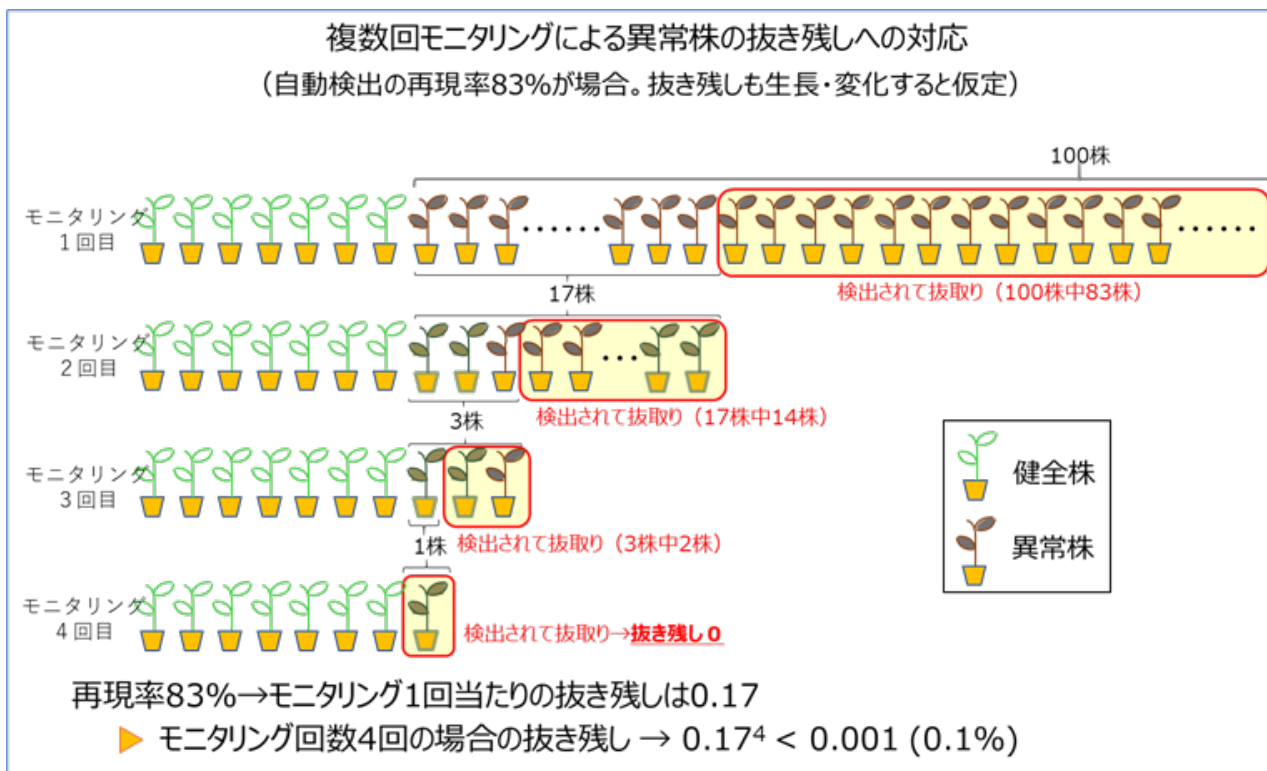 複数回モニタリングによる異常株の抜き残しへの対応
（自動検出の再現率83%が場合。抜き残しも生長・変化すると仮定）
100株
モニタリング
1回目
17株
検出されて抜取り（100株中83株）
モニタリング
2回目
3株
検出されて抜取り（17株中14株）
モニタリング
3回目
1株
検出されて抜取り（3株中2株）
健全株
異常株
モニタリング
4回目
検出されて抜取り→抜き残し0
再現率83%→モニタリング1回当たりの抜き残しは0.17
▶ モニタリング回数4回の場合の抜き残し → 0.17⁴ < 0.001 (0.1%)